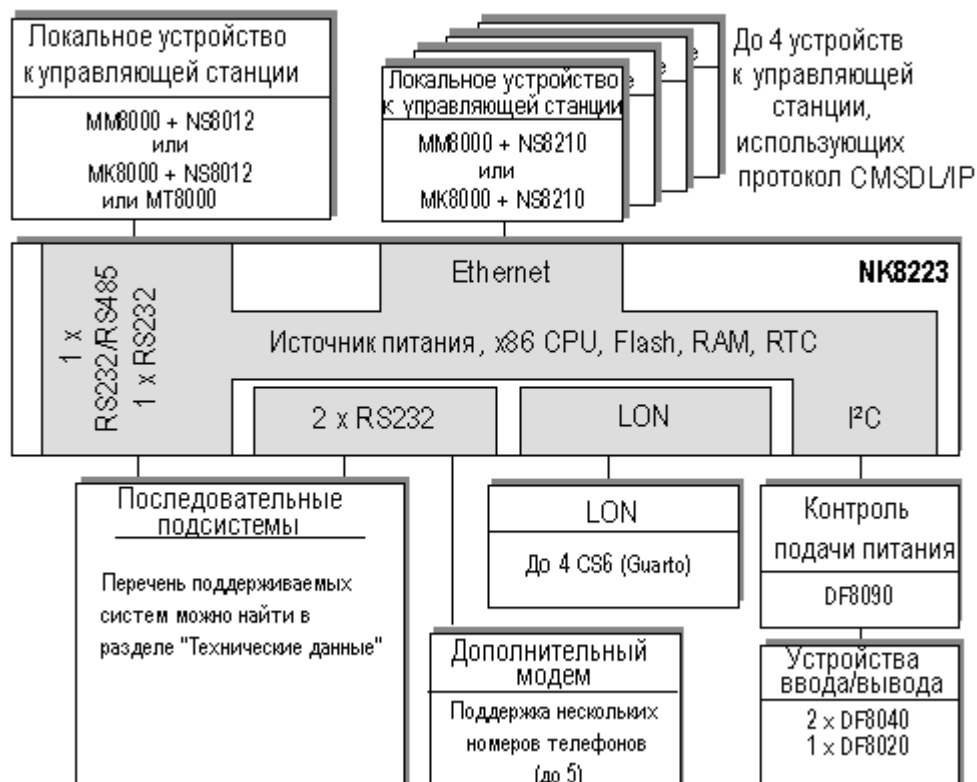 Локальное устройство
к управляющей станции
MM8000 + NS8012
или
MK8000 + NS8012
или MT8000
Локальное устройство
к управляющей станции
MM8000 + NS8210
или
MK8000 + NS8210
До 4 устройств
к управляющей
станции,
использующих
протокол CMSDL/IP
1 x
RS232/RS485
1 x RS232
Ethernet
NK8223
Источник питания, x86 CPU, Flash, RAM, RTC
2 x RS232
LON
I²C
Последовательные
подсистемы
Перечень поддерживаемых
систем можно найти в
разделе "Технические данные"
Дополнительный
модем
Поддержка нескольких
номеров телефонов
(до 5)
LON
До 4 CS6 (Guarto)
Контроль
подачи питания
DF8090
Устройства
ввода/вывода
2 x DF8040
1 x DF8020